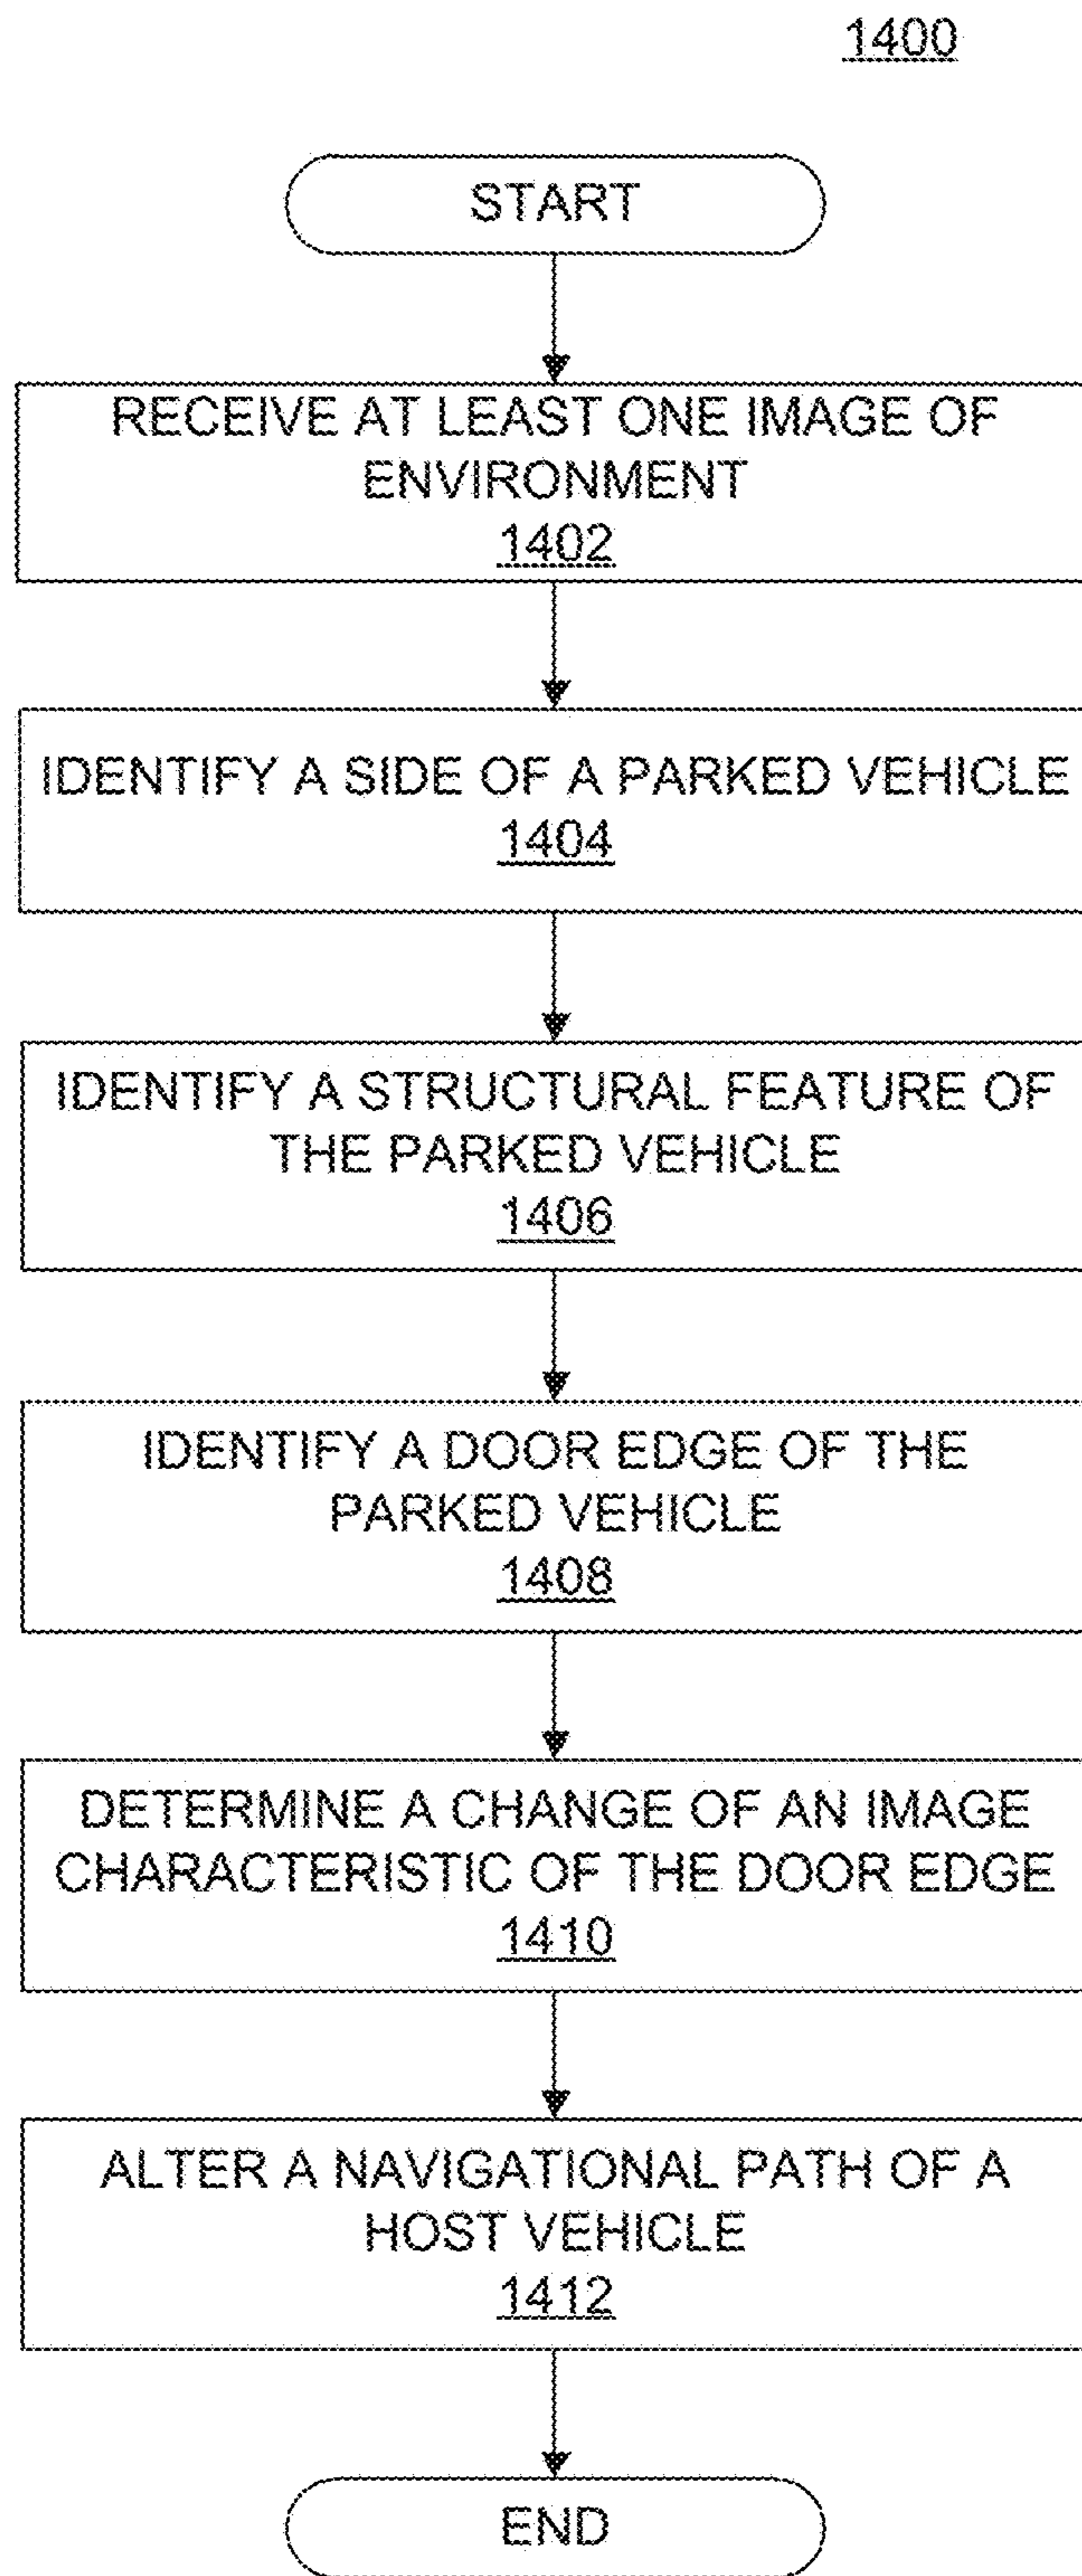 1400
START
RECEIVE AT LEAST ONE IMAGE OF
ENVIRONMENT
1402
IDENTIFY A SIDE OF A PARKED VEHICLE
1404
IDENTIFY A STRUCTURAL FEATURE OF
THE PARKED VEHICLE
1406
IDENTIFY A DOOR EDGE OF THE
PARKED VEHICLE
1408
DETERMINE A CHANGE OF AN IMAGE
CHARACTERISTIC OF THE DOOR EDGE
1410
ALTER A NAVIGATIONAL PATH OF A
HOST VEHICLE
1412
END